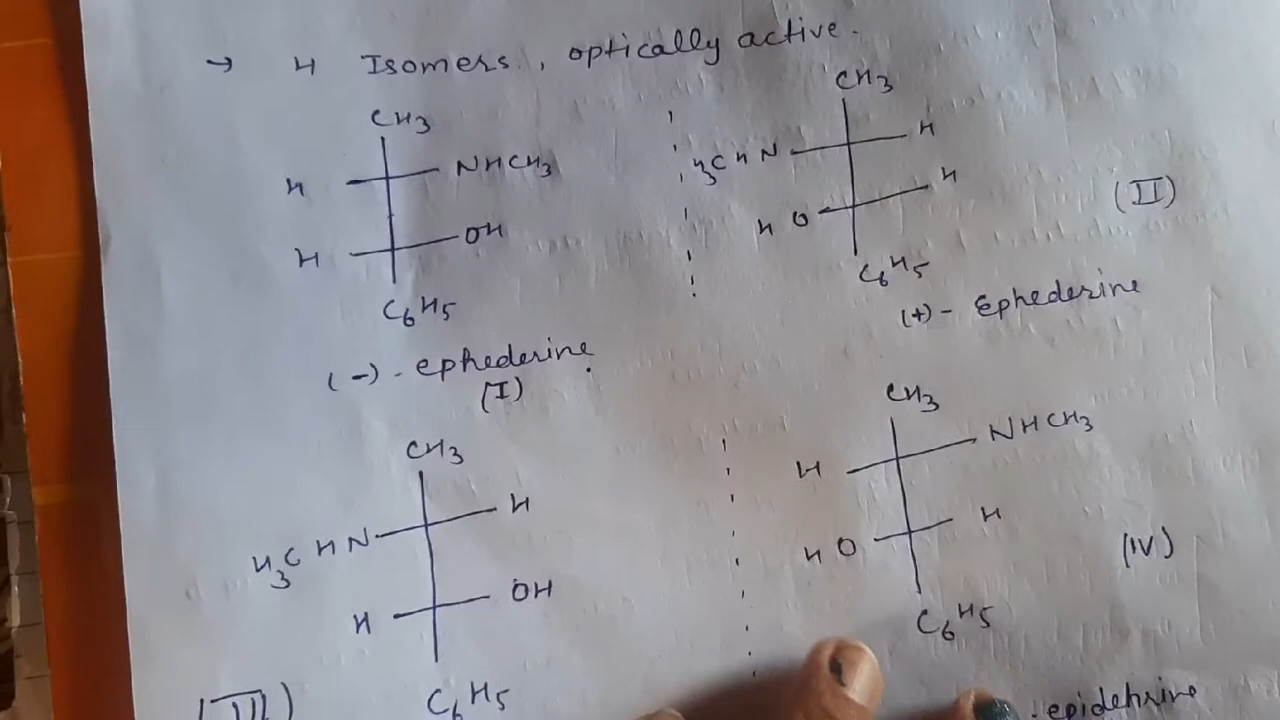 → 4 Isomers, optically active.
CH3
H NHCH3
H OH
C6H5
(-)- ephederine
(I)
CH3
H3CHN H
HO H
C6H5
(II)
(+)- Ephederine
CH3
H3CHN H
H OH
C6H5
(III)
CH3
H NHCH3
HO H
C6H5
(IV)